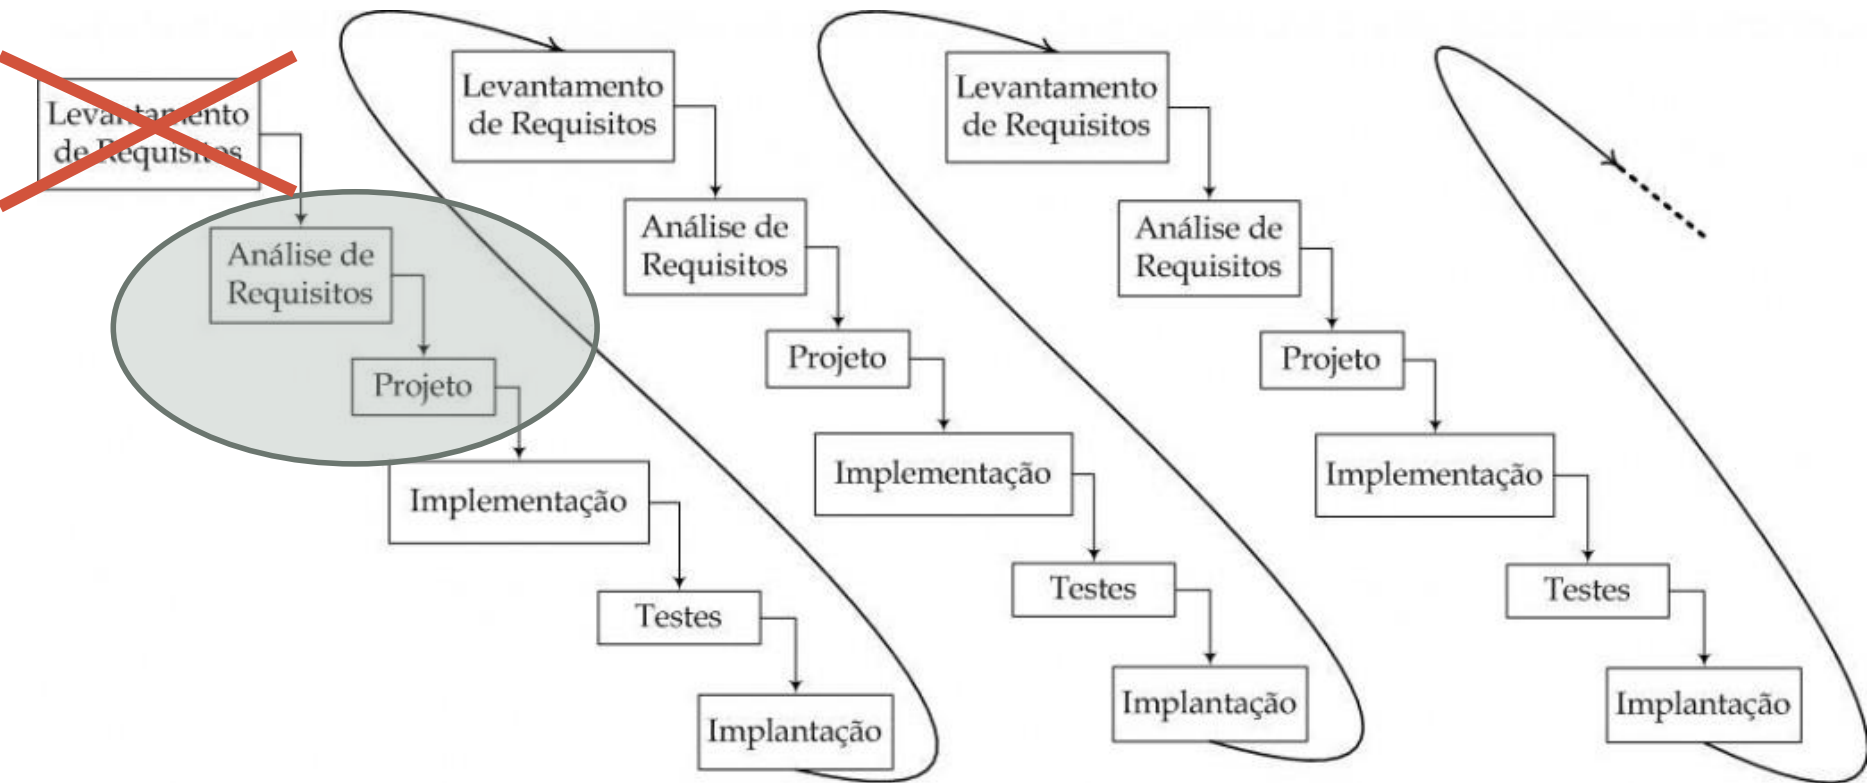 Levantamento
de Requisitos
Análise de
Requisitos
Projeto
Implementação
Testes
Implantação
Levantamento
de Requisitos
Análise de
Requisitos
Projeto
Implementação
Testes
Implantação
Levantamento
de Requisitos
Análise de
Requisitos
Projeto
Implementação
Testes
Implantação